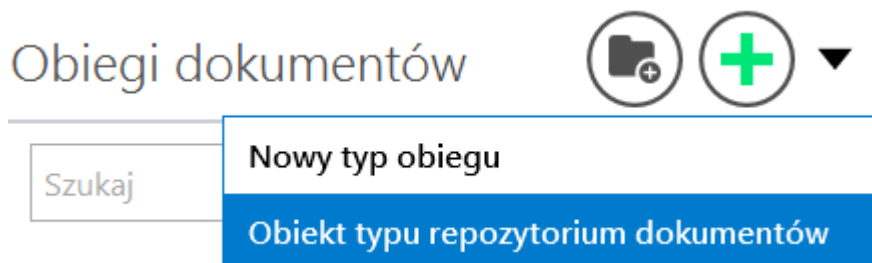 Obiegi dokumentów
Szukaj
Nowy typ obiegu
Obiekt typu repozytorium dokumentów